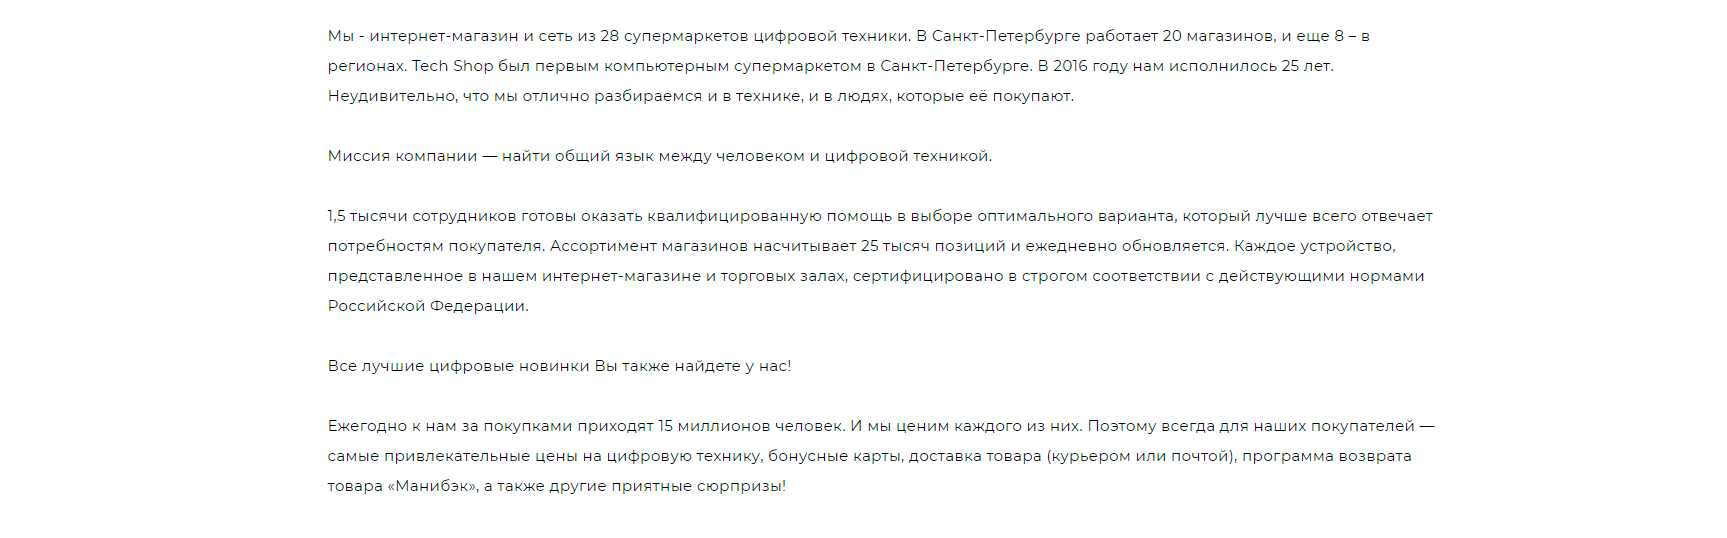 Мы - интернет-магазин и сеть из 28 супермаркетов цифровой техники. В Санкт-Петербурге работает 20 магазинов, и еще 8 – в
регионах. Tech Shop был первым компьютерным супермаркетом в Санкт-Петербурге. В 2016 году нам исполнилось 25 лет.
Неудивительно, что мы отлично разбираемся и в технике, и в людях, которые её покупают.
Миссия компании — найти общий язык между человеком и цифровой техникой.
1,5 тысячи сотрудников готовы оказать квалифицированную помощь в выборе оптимального варианта, который лучше всего отвечает
потребностям покупателя. Ассортимент магазинов насчитывает 25 тысяч позиций и ежедневно обновляется. Каждое устройство,
представленное в нашем интернет-магазине и торговых залах, сертифицировано в строгом соответствии с действующими нормами
Российской Федерации.
Все лучшие цифровые новинки Вы также найдете у нас!
Ежегодно к нам за покупками приходят 15 миллионов человек. И мы ценим каждого из них. Поэтому всегда для наших покупателей —
самые привлекательные цены на цифровую технику, бонусные карты, доставка товара (курьером или почтой), программа возврата
товара «Манибэк», а также другие приятные сюрпризы!